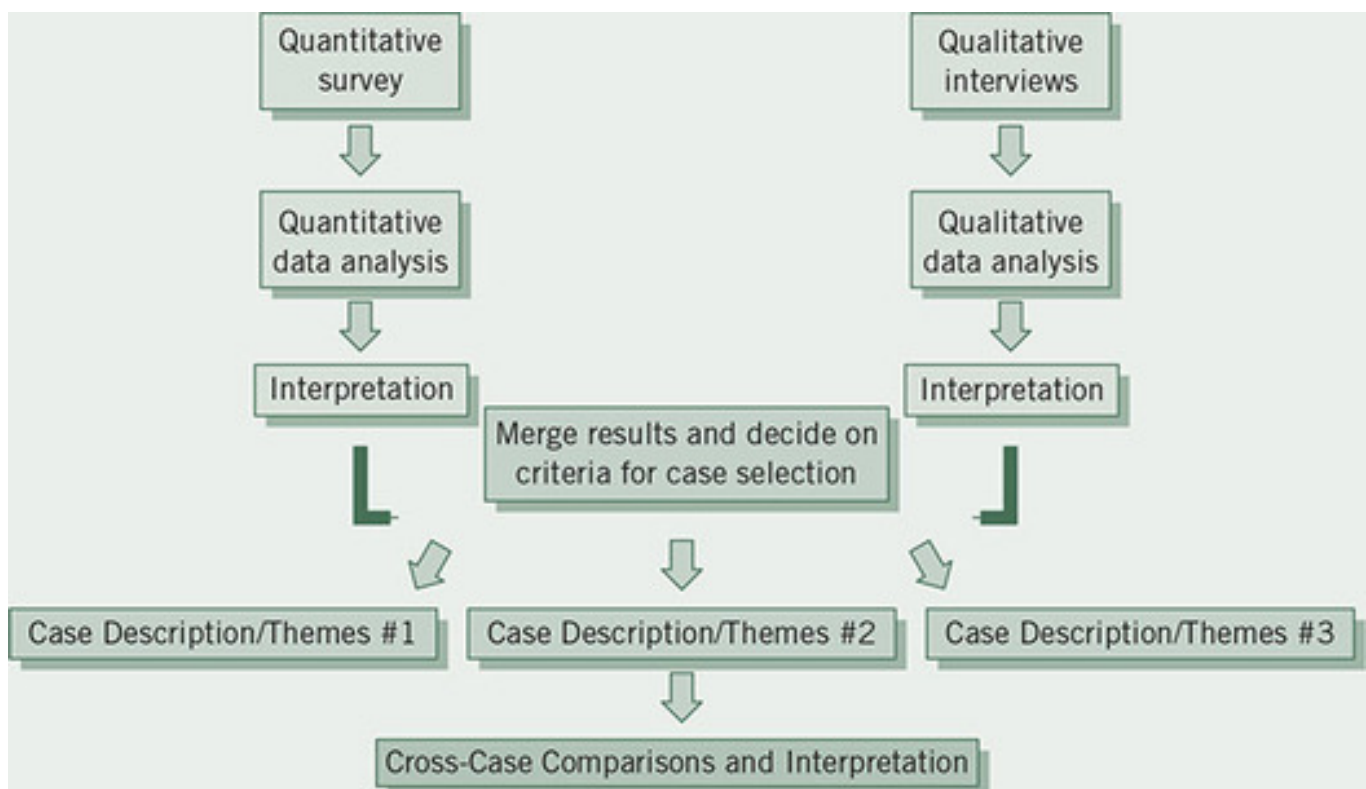 Quantitative
survey
Qualitative
interviews
Quantitative
data analysis
Qualitative
data analysis
Interpretation
Interpretation
Merge results and decide on
criteria for case selection
Case Description/Themes #1
Case Description/Themes #2
Case Description/Themes #3
Cross-Case Comparisons and Interpretation